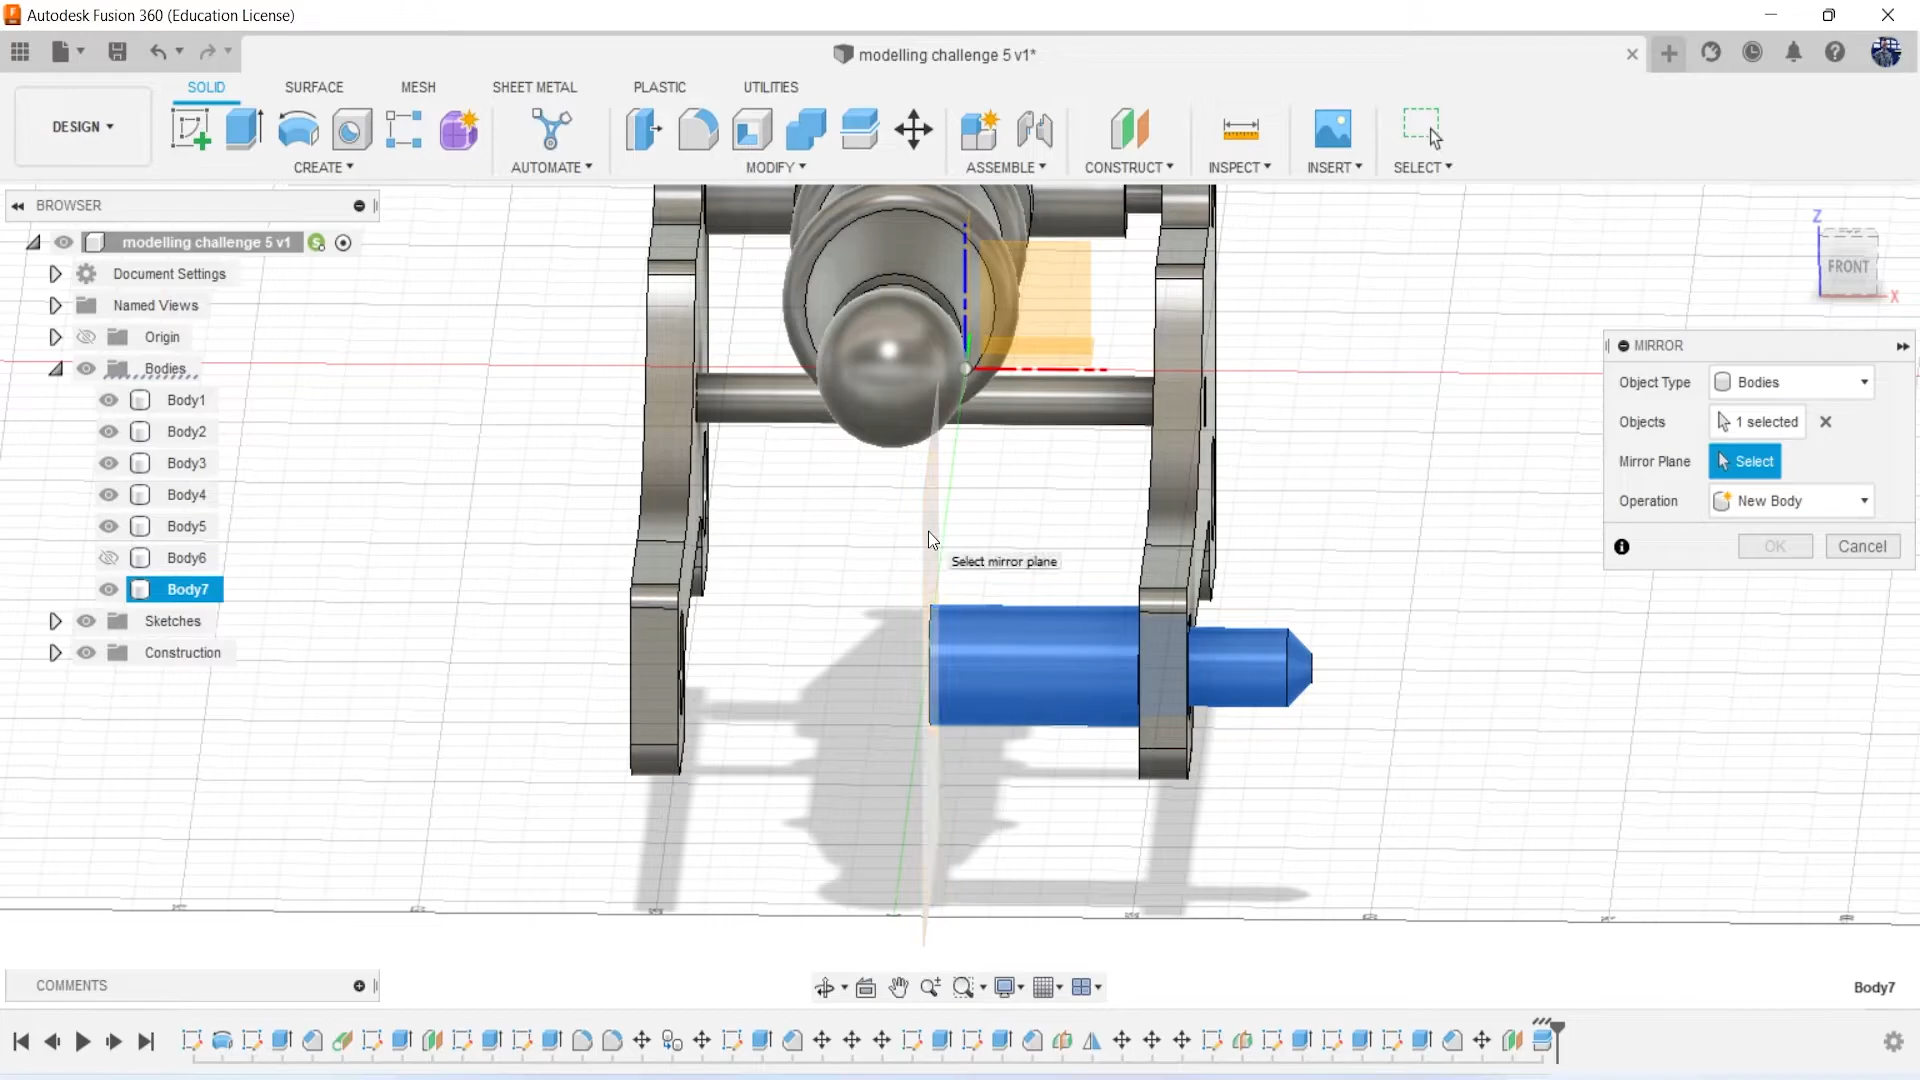 Autodesk Fusion 360 (Education License)
modelling challenge 5 v1*
SOLID SURFACE MESH SHEET METAL PLASTIC UTILITIES
DESIGN
CREATE AUTOMATE MODIFY ASSEMBLE CONSTRUCT INSPECT INSERT SELECT
BROWSER
modelling challenge 5 v1
Document Settings
Named Views
Origin
Bodies
Body1
Body2
Body3
Body4
Body5
Body6
Body7
Sketches
Construction
Z
FRONT
X
MIRROR
Object Type Bodies
Objects 1 selected
Mirror Plane Select
Operation New Body
OK Cancel
Select mirror plane
COMMENTS
Body7